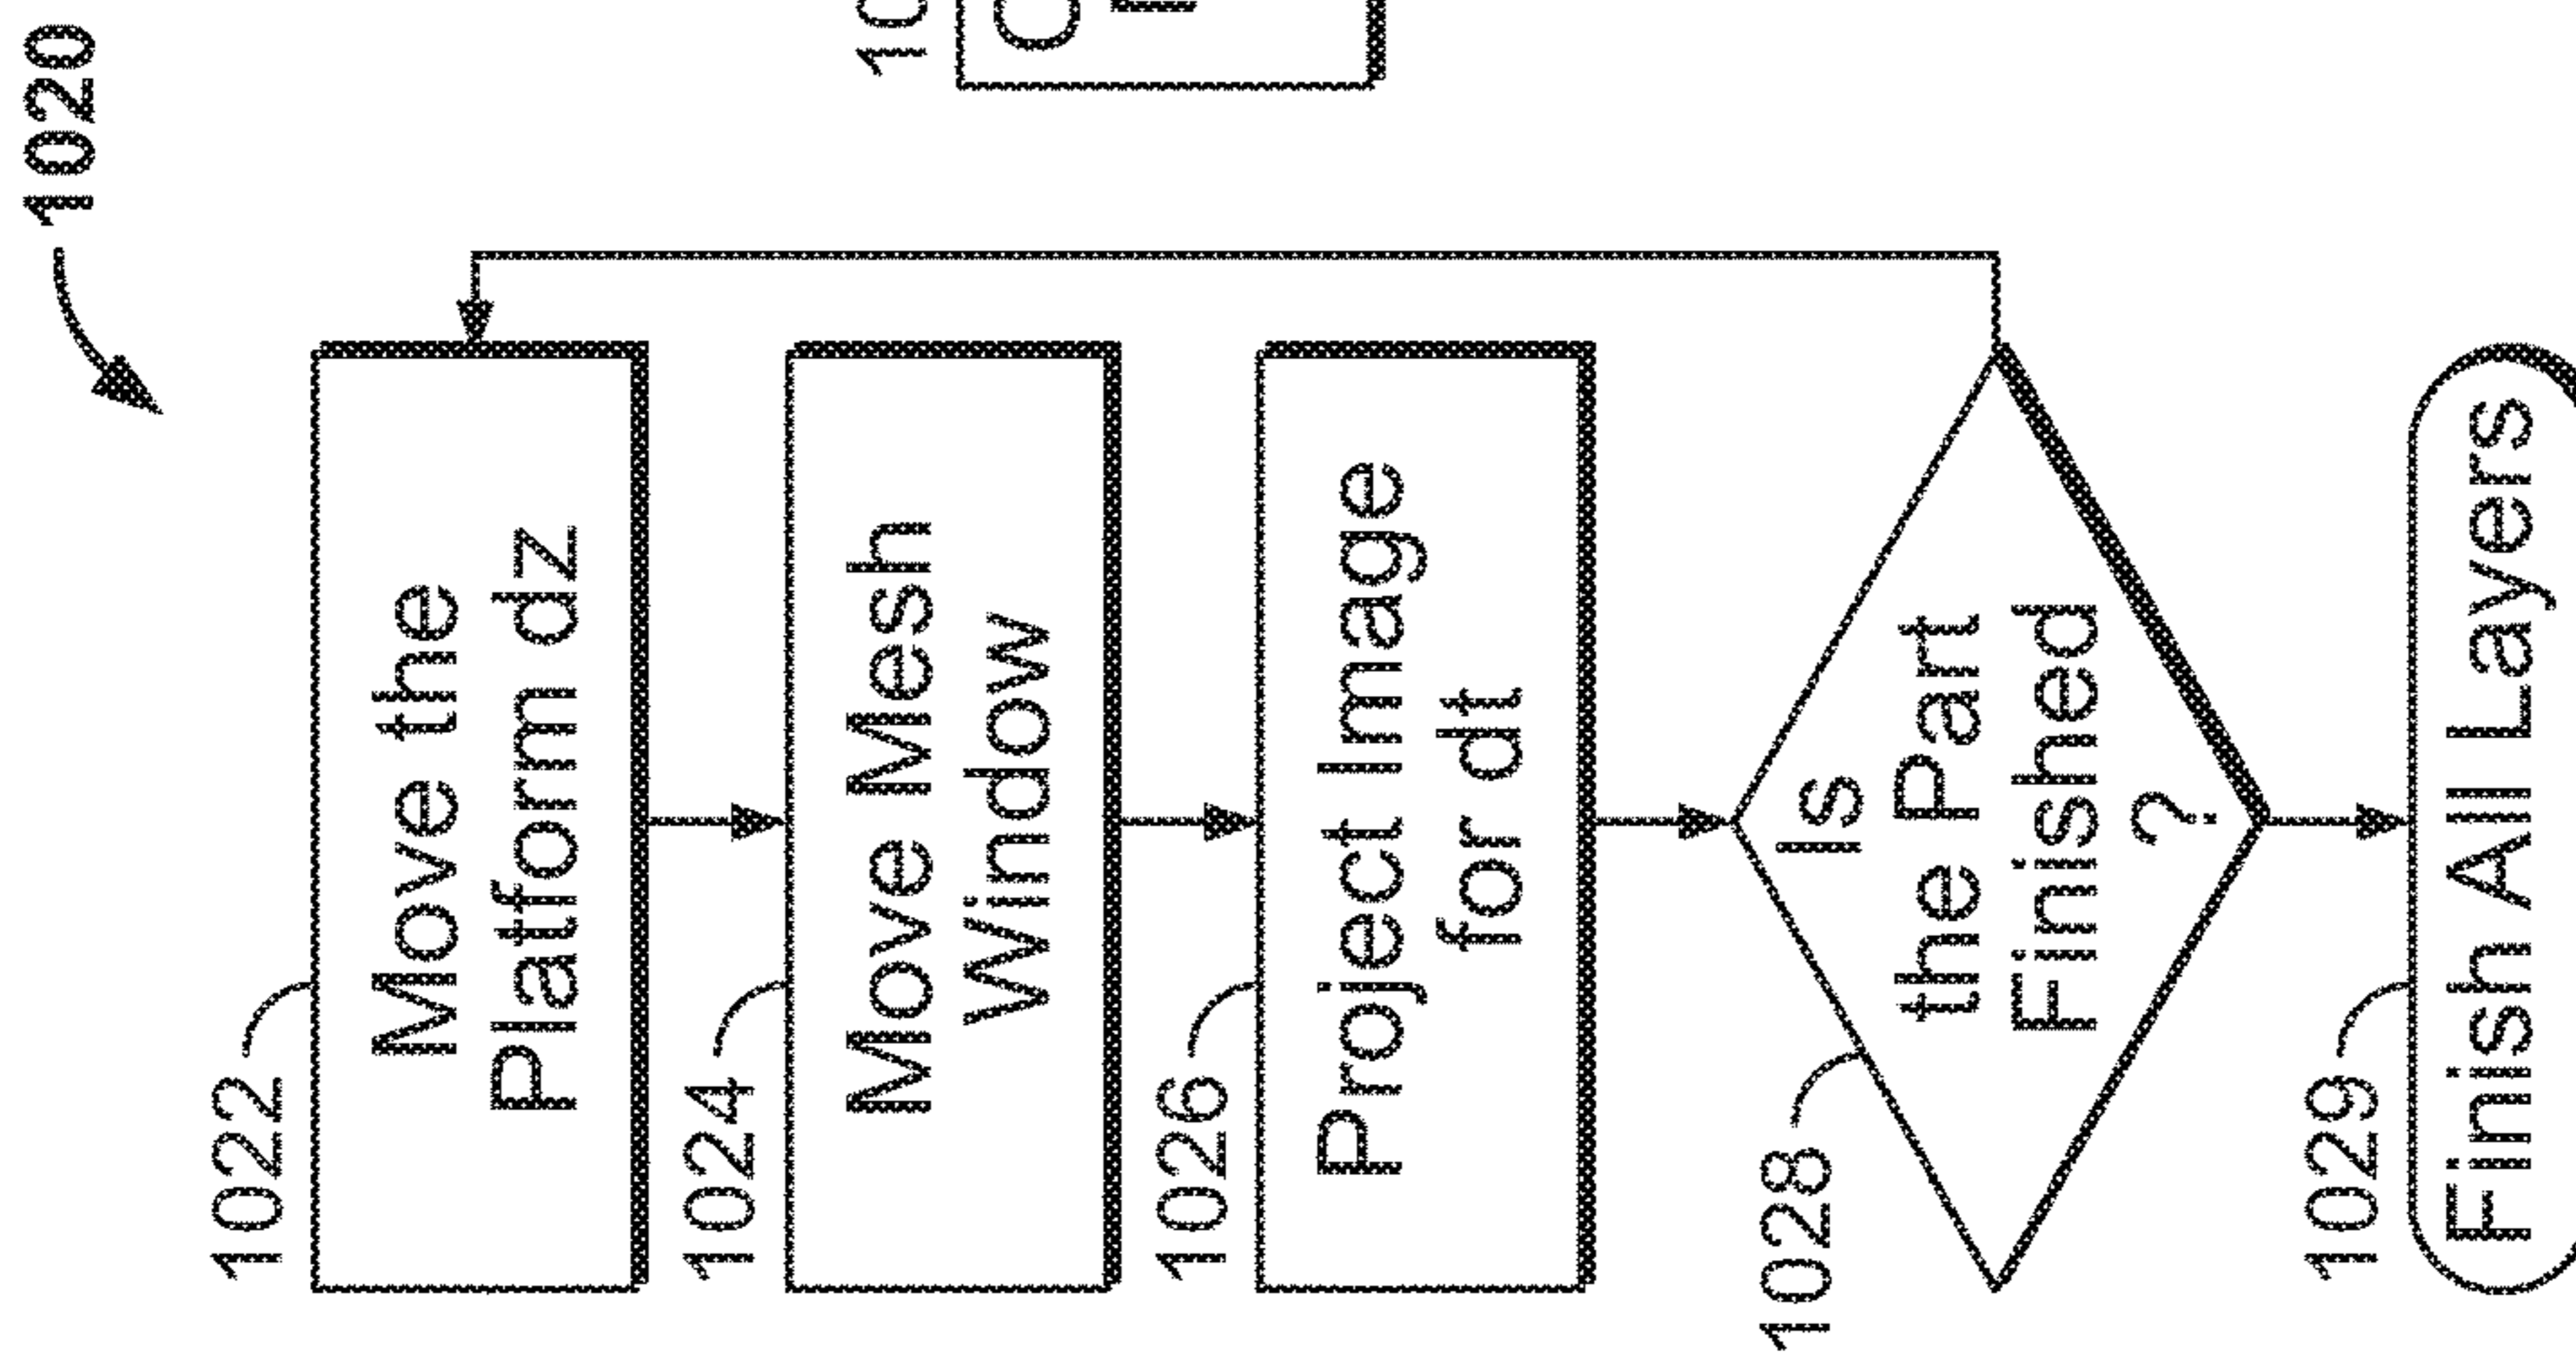 1020
1022
Move the
Platform dz
1024
Move Mesh
Window
1026
Project Image
for dt
1028
Is
the Part
Finished
?
1029
Finish All Layers